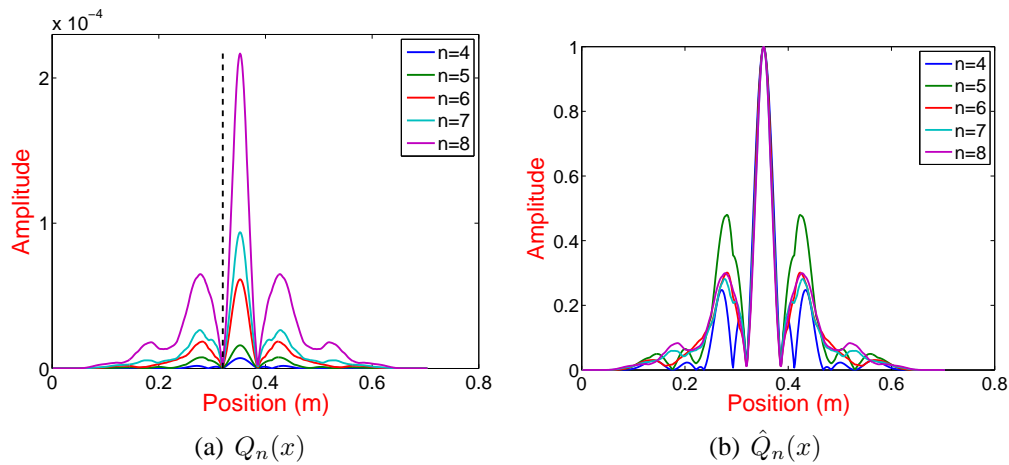 x 10⁻⁴
2
1
0
0
0.2
0.4
0.6
0.8
Amplitude
Position (m)
n=4
n=5
n=6
n=7
n=8
(a) Qₙ(x)
1
0.8
0.6
0.4
0.2
0
0
0.2
0.4
0.6
0.8
Amplitude
Position (m)
n=4
n=5
n=6
n=7
n=8
(b) Q̂ₙ(x)